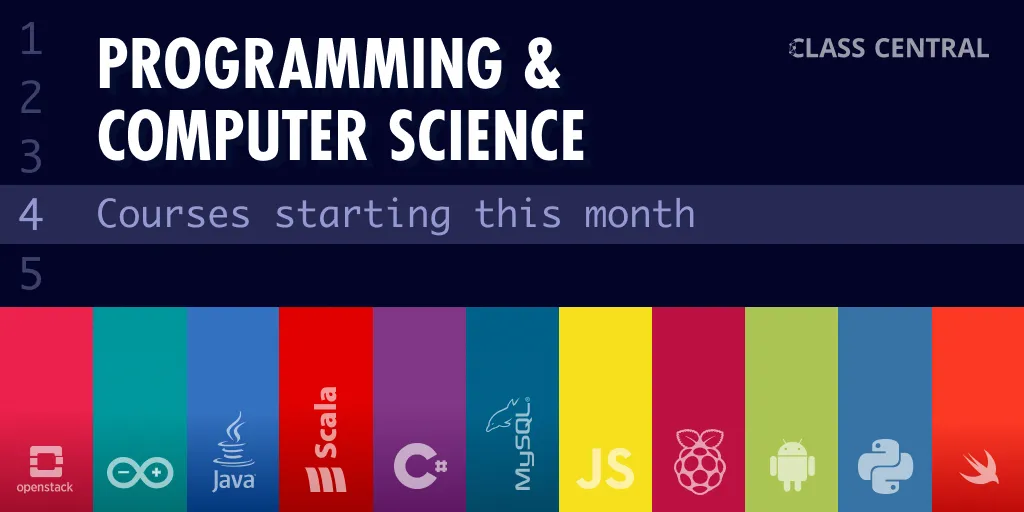 1
PROGRAMMING &
CLASS CENTRAL
2
COMPUTER SCIENCE
3
4
Courses starting this month
5
openstack
Java
Scala
C#
MySQL
JS